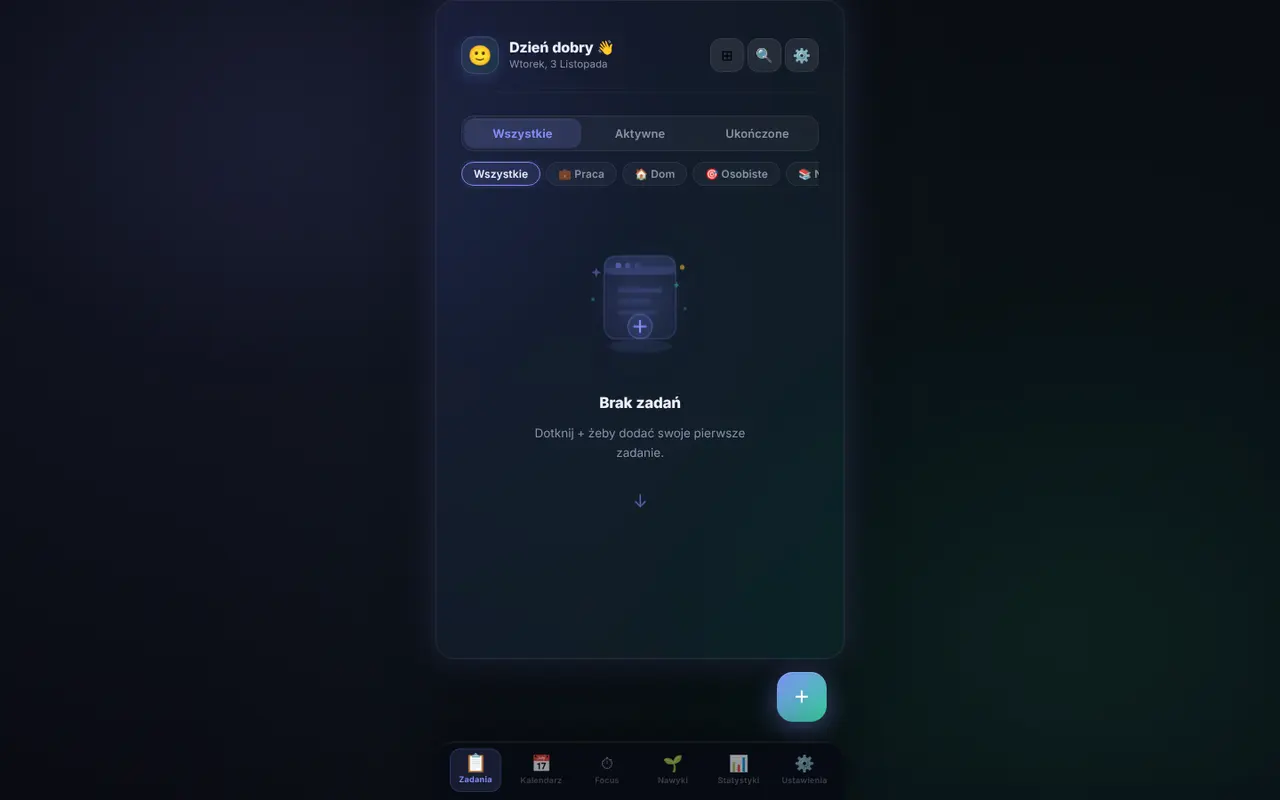 Dzień dobry 👋
Wtorek, 3 Listopada
Wszystkie Aktywne Ukończone
Wszystkie 💼 Praca 🏠 Dom 🎯 Osobiste 📚
Brak zadań
Dotknij + żeby dodać swoje pierwsze
zadanie.
↓
+
Zadania Kalendarz Focus Nawyki Statystyki Ustawienia